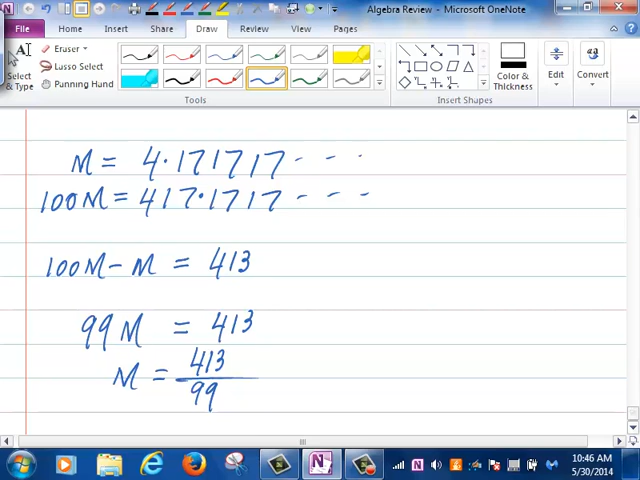 Algebra Review - Microsoft OneNote
File Home Insert Share Draw Review View Pages
Eraser
Lasso Select
Panning Hand
Select & Type
Color & Thickness
Edit
Convert
Tools
Insert Shapes
M = 4.171717 - - -
100M = 417.1717 - - -
100M - M = 413
99M = 413
M = 413
99
10:46 AM
5/30/2014